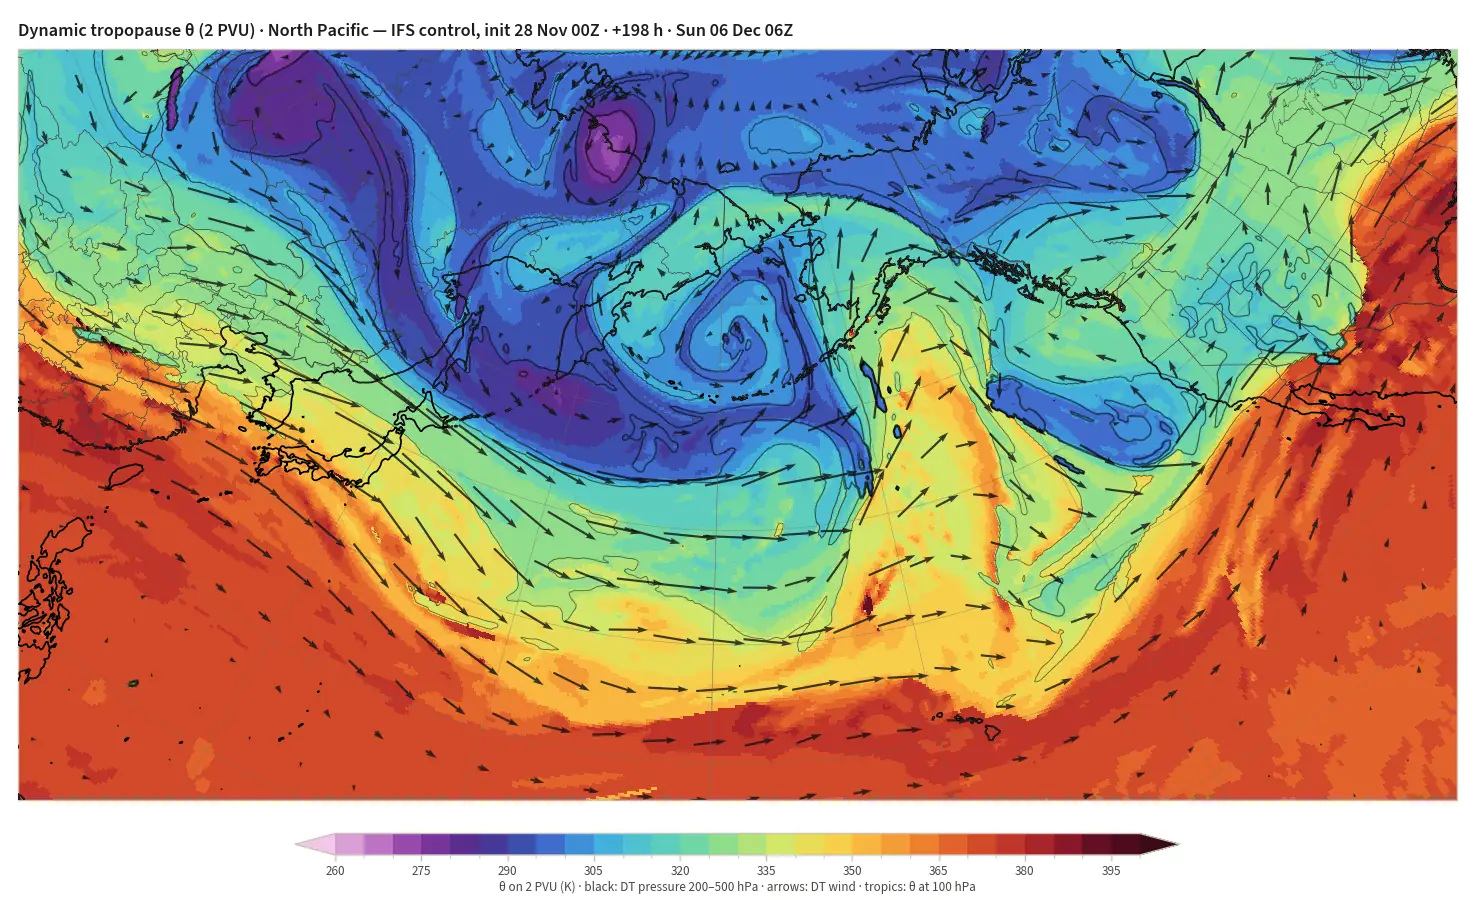 Dynamic tropopause θ (2 PVU) · North Pacific — IFS control, init 28 Nov 00Z · +198 h · Sun 06 Dec 06Z
260 275 290 305 320 335 350 365 380 395
θ on 2 PVU (K) · black: DT pressure 200–500 hPa · arrows: DT wind · tropics: θ at 100 hPa